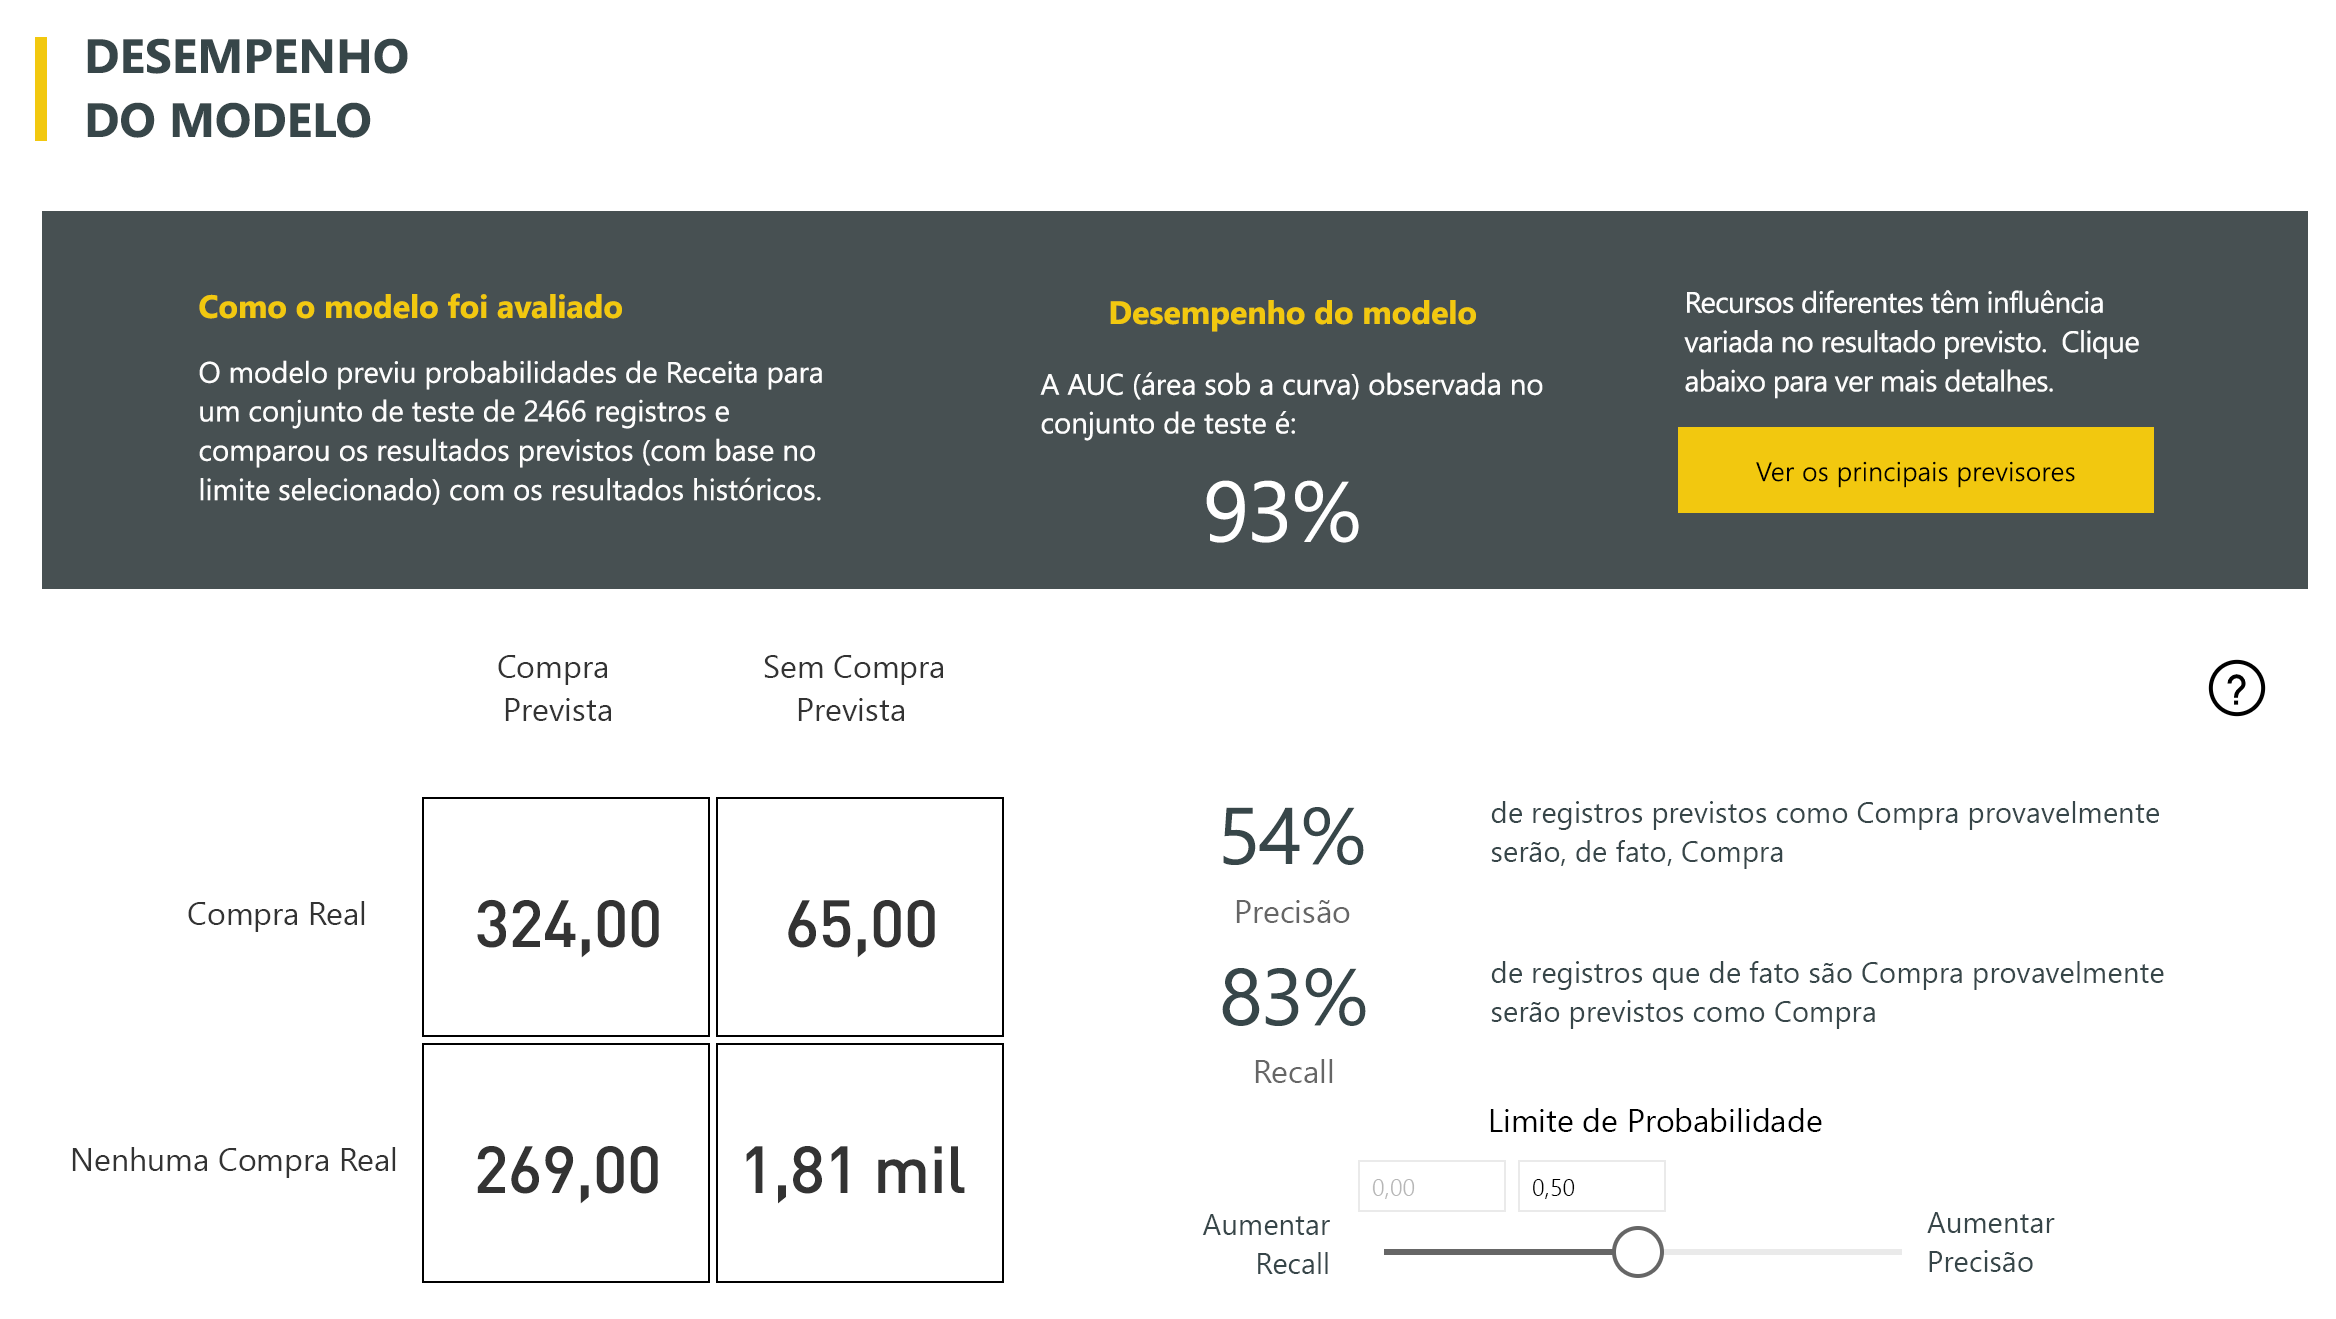 DESEMPENHO
DO MODELO
Como o modelo foi avaliado
O modelo previu probabilidades de Receita para
um conjunto de teste de 2466 registros e
comparou os resultados previstos (com base no
limite selecionado) com os resultados históricos.
Desempenho do modelo
A AUC (área sob a curva) observada no
conjunto de teste é:
93%
Recursos diferentes têm influência
variada no resultado previsto.  Clique
abaixo para ver mais detalhes.
Ver os principais previsores
Compra
Prevista
Sem Compra
Prevista
?
Compra Real
324,00
65,00
Nenhuma Compra Real
269,00
1,81 mil
54%
Precisão
de registros previstos como Compra provavelmente
serão, de fato, Compra
83%
Recall
de registros que de fato são Compra provavelmente
serão previstos como Compra
Limite de Probabilidade
0,00
0,50
Aumentar
Recall
Aumentar
Precisão